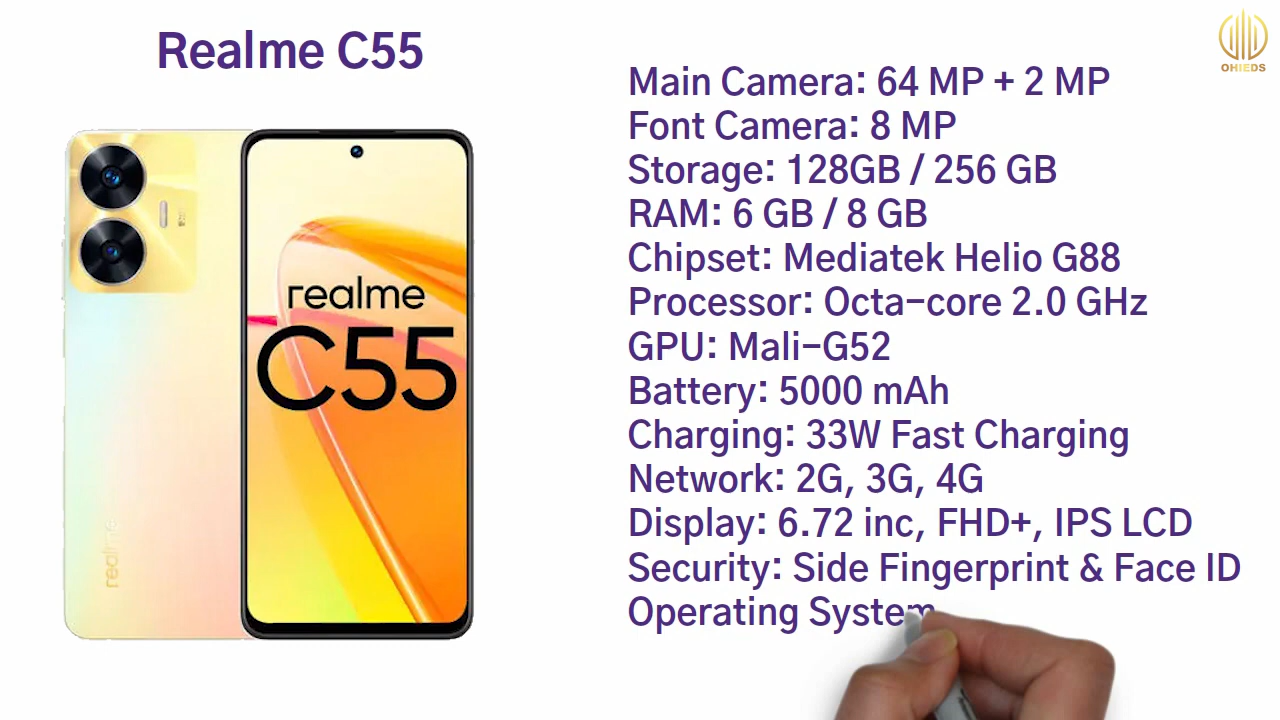 Realme C55
OHIEDS
Main Camera: 64 MP + 2 MP
Font Camera: 8 MP
Storage: 128GB / 256 GB
RAM: 6 GB / 8 GB
Chipset: Mediatek Helio G88
Processor: Octa-core 2.0 GHz
GPU: Mali-G52
Battery: 5000 mAh
Charging: 33W Fast Charging
Network: 2G, 3G, 4G
Display: 6.72 inc, FHD+, IPS LCD
Security: Side Fingerprint & Face ID
Operating System
realme
C55
realme